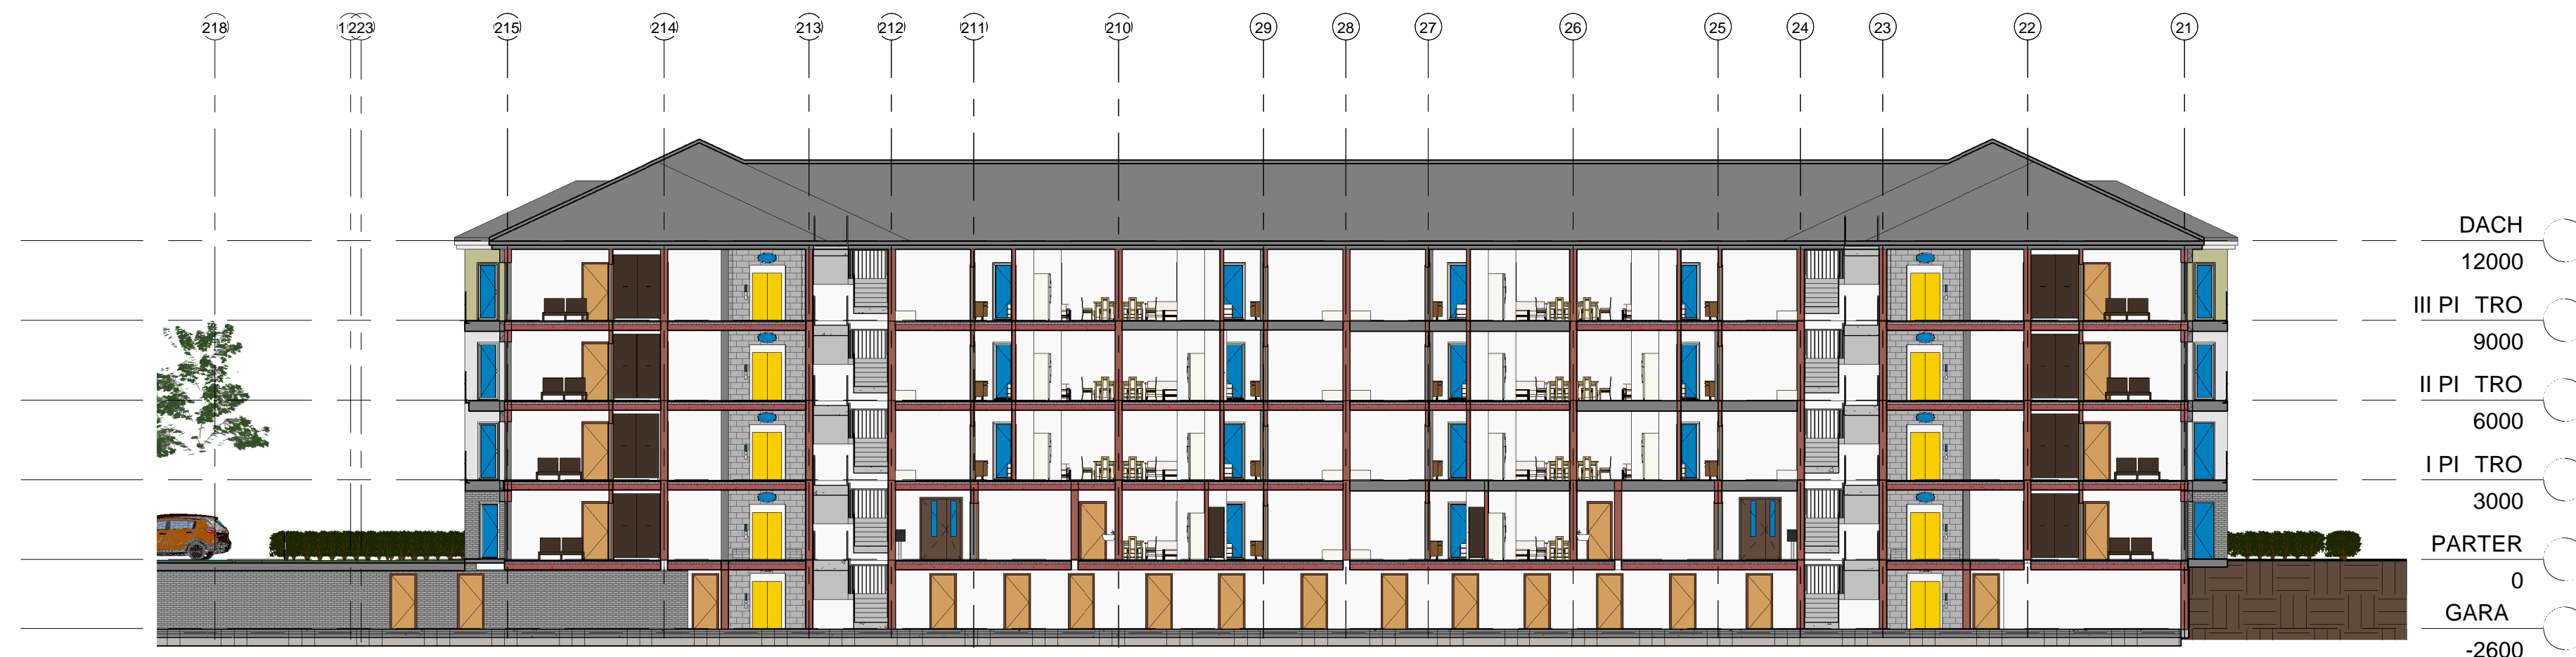 218 223 215 214 213 212 211 210 29 28 27 26 25 24 23 22 21
DACH
12000
III PI TRO
9000
II PI TRO
6000
I PI TRO
3000
PARTER
0
GARA
-2600